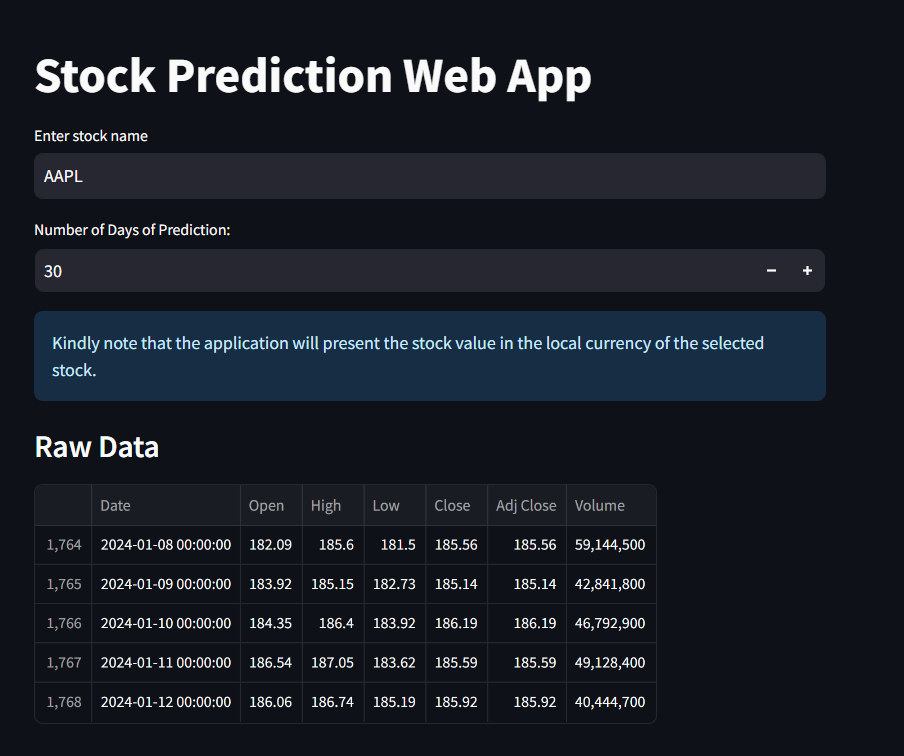 Stock Prediction Web App
Enter stock name
AAPL
Number of Days of Prediction:
30 − +
Kindly note that the application will present the stock value in the local currency of the selected
stock.
Raw Data
Date Open High Low Close Adj Close Volume
1,764 2024-01-08 00:00:00 182.09 185.6 181.5 185.56 185.56 59,144,500
1,765 2024-01-09 00:00:00 183.92 185.15 182.73 185.14 185.14 42,841,800
1,766 2024-01-10 00:00:00 184.35 186.4 183.92 186.19 186.19 46,792,900
1,767 2024-01-11 00:00:00 186.54 187.05 183.62 185.59 185.59 49,128,400
1,768 2024-01-12 00:00:00 186.06 186.74 185.19 185.92 185.92 40,444,700